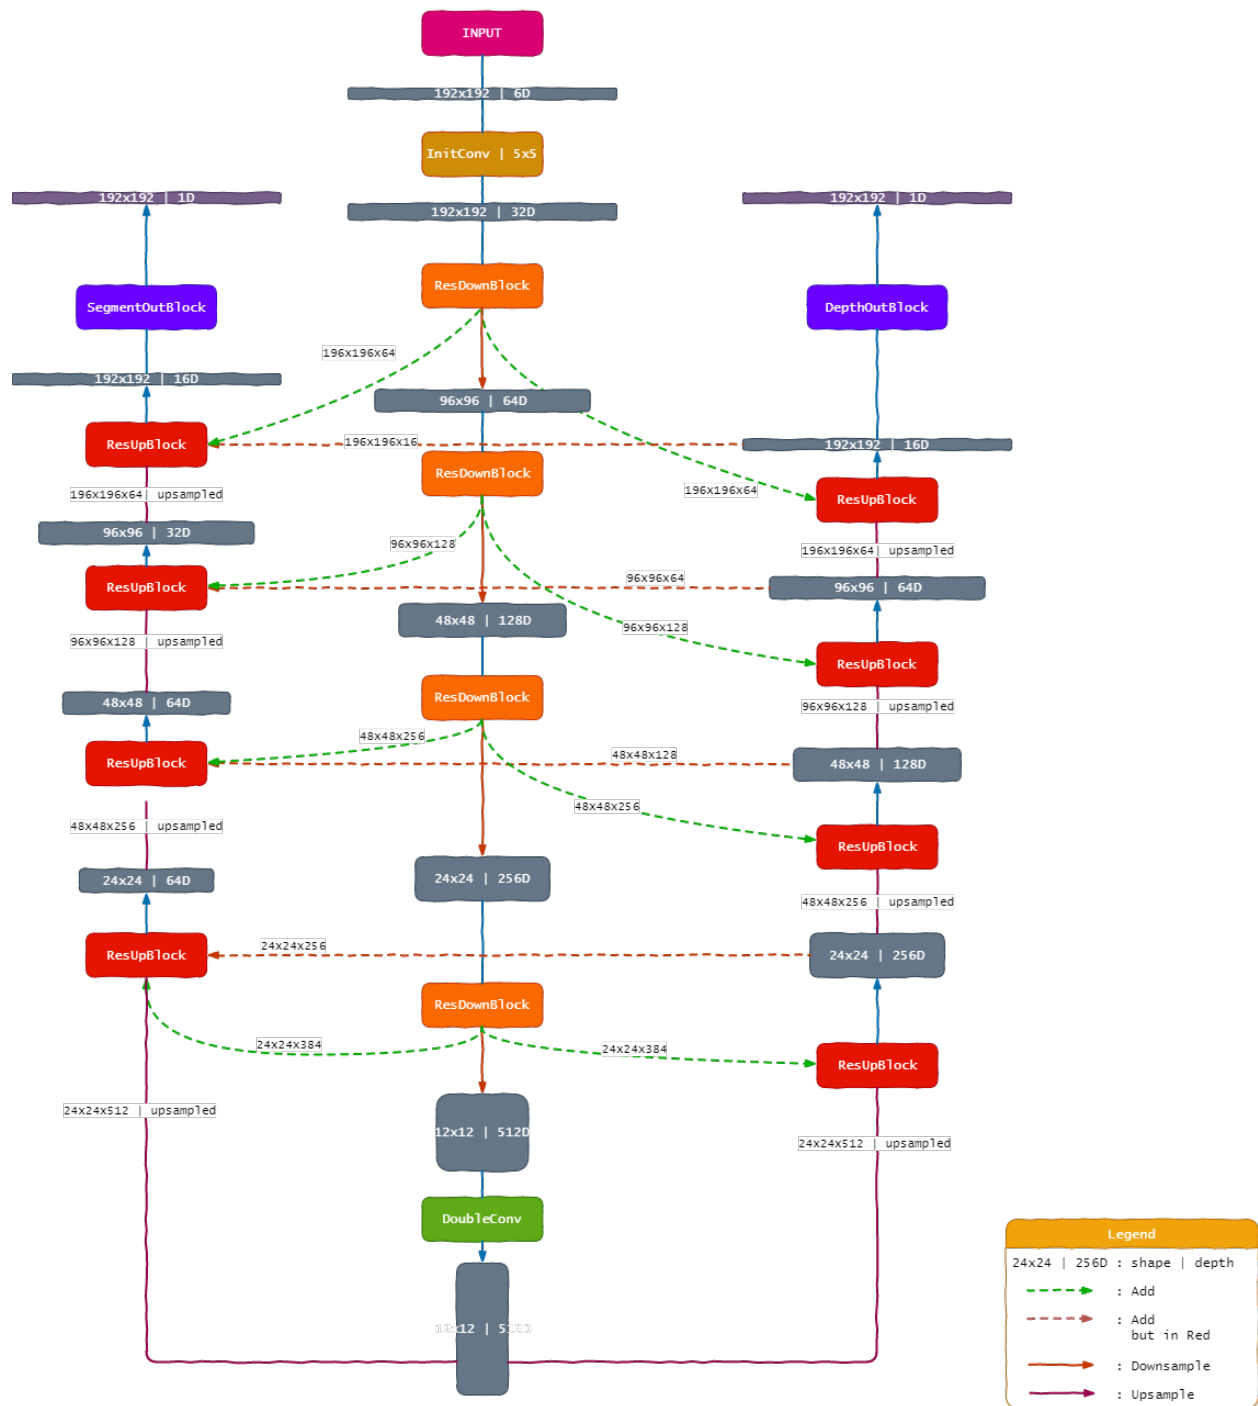 INPUT
192x192 | 6D
InitConv | 5x5
192x192 | 1D
192x192 | 32D
192x192 | 1D
ResDownBlock
SegmentOutBlock
DepthOutBlock
196x196x64
192x192 | 16D
96x96 | 64D
ResUpBlock
196x196x16
192x192 | 16D
ResDownBlock
196x196x64
196x196x64| upsampled
ResUpBlock
96x96 | 32D
96x96x128
196x196x64| upsampled
ResUpBlock
96x96x64
96x96 | 64D
48x48 | 128D
96x96x128
96x96x128 | upsampled
ResUpBlock
48x48 | 64D
ResDownBlock
96x96x128 | upsampled
48x48x256
ResUpBlock
48x48x128
48x48 | 128D
48x48x256
48x48x256 | upsampled
ResUpBlock
24x24 | 64D
24x24 | 256D
48x48x256 | upsampled
ResUpBlock
24x24x256
24x24 | 256D
ResDownBlock
24x24x384
24x24x384
ResUpBlock
24x24x512 | upsampled
12x12 | 512D
24x24x512 | upsampled
DoubleConv
12x12 | 512D
Legend
24x24 | 256D : shape | depth
: Add
: Add
but in Red
: Downsample
: Upsample